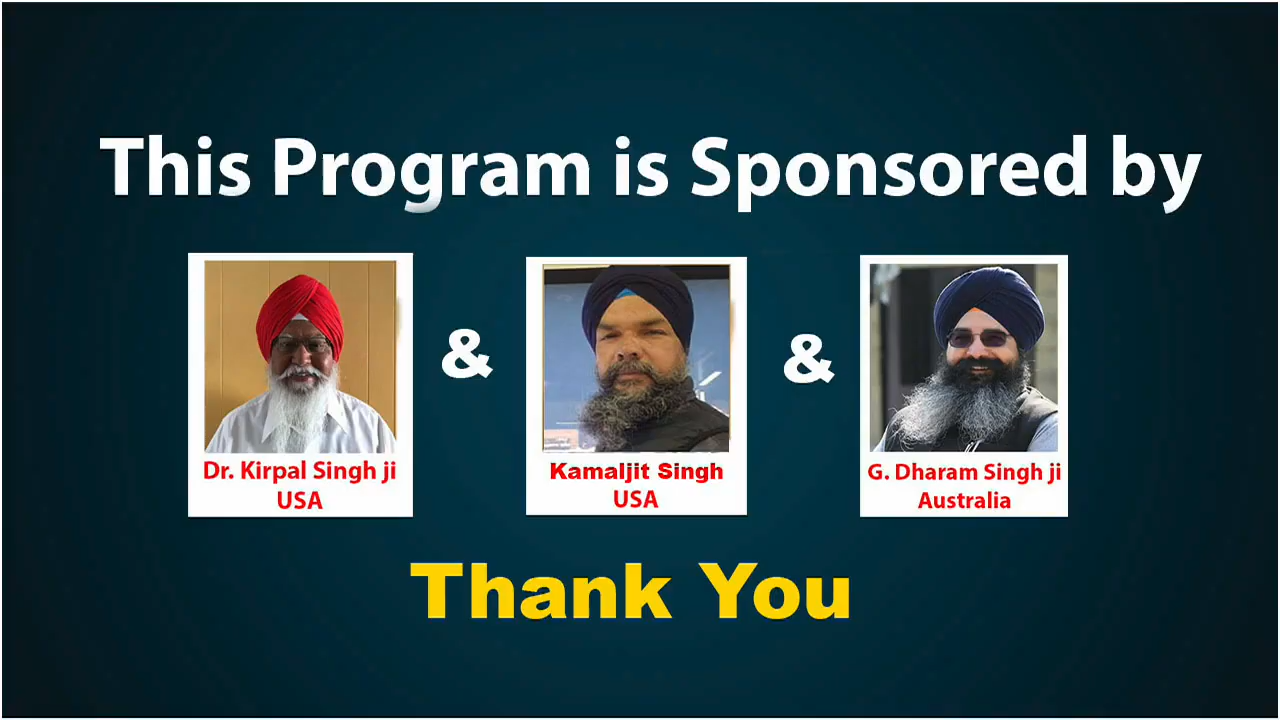 This Program is Sponsored by
&
&
Dr. Kirpal Singh ji
USA
Kamaljit Singh
USA
G. Dharam Singh ji
Australia
Thank You